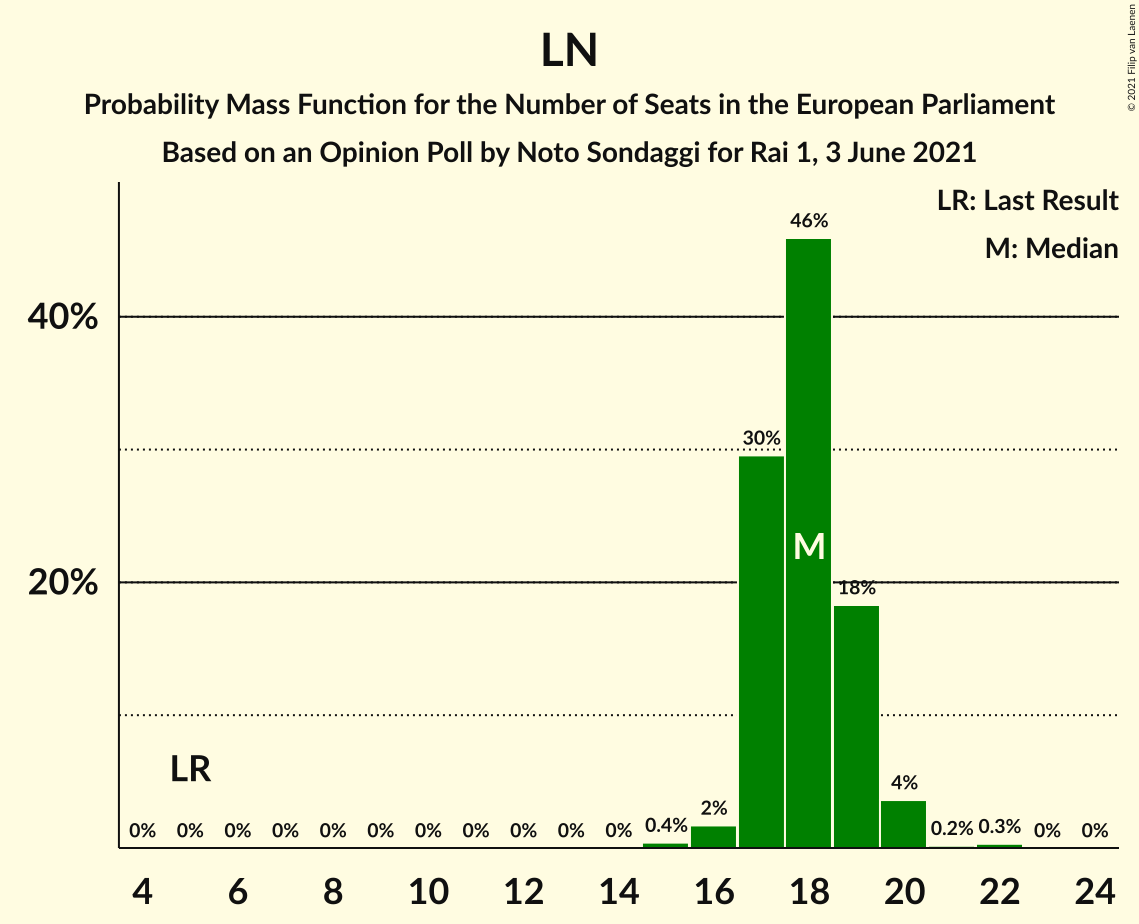 LN
Probability Mass Function for the Number of Seats in the European Parliament
Based on an Opinion Poll by Noto Sondaggi for Rai 1, 3 June 2021
© 2021 Filip van Laenen
LR: Last Result
M: Median
40%
20%
LR
M
0% 0% 0% 0% 0% 0% 0% 0% 0% 0% 0% 0.4% 2% 30% 46% 18% 4% 0.2% 0.3% 0% 0%
4 6 8 10 12 14 16 18 20 22 24